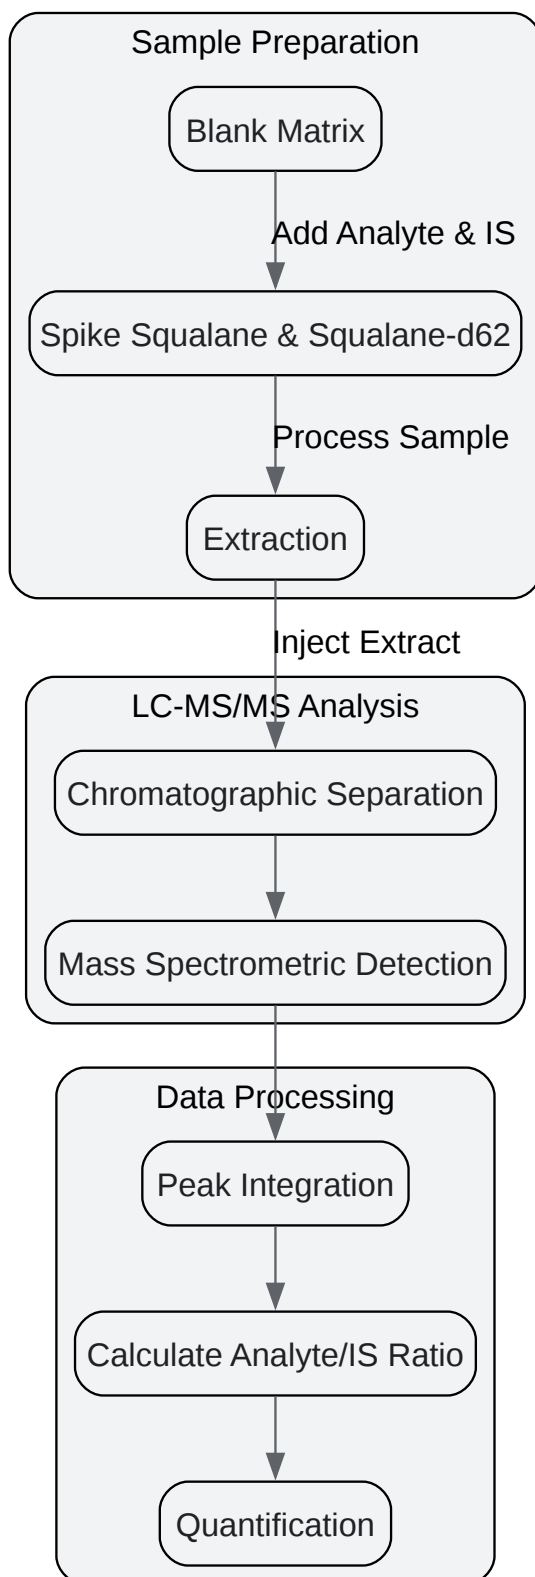 Sample Preparation
Blank Matrix
Add Analyte & IS
Spike Squalane & Squalane-d62
Process Sample
Extraction
Inject Extract
LC-MS/MS Analysis
Chromatographic Separation
Mass Spectrometric Detection
Data Processing
Peak Integration
Calculate Analyte/IS Ratio
Quantification